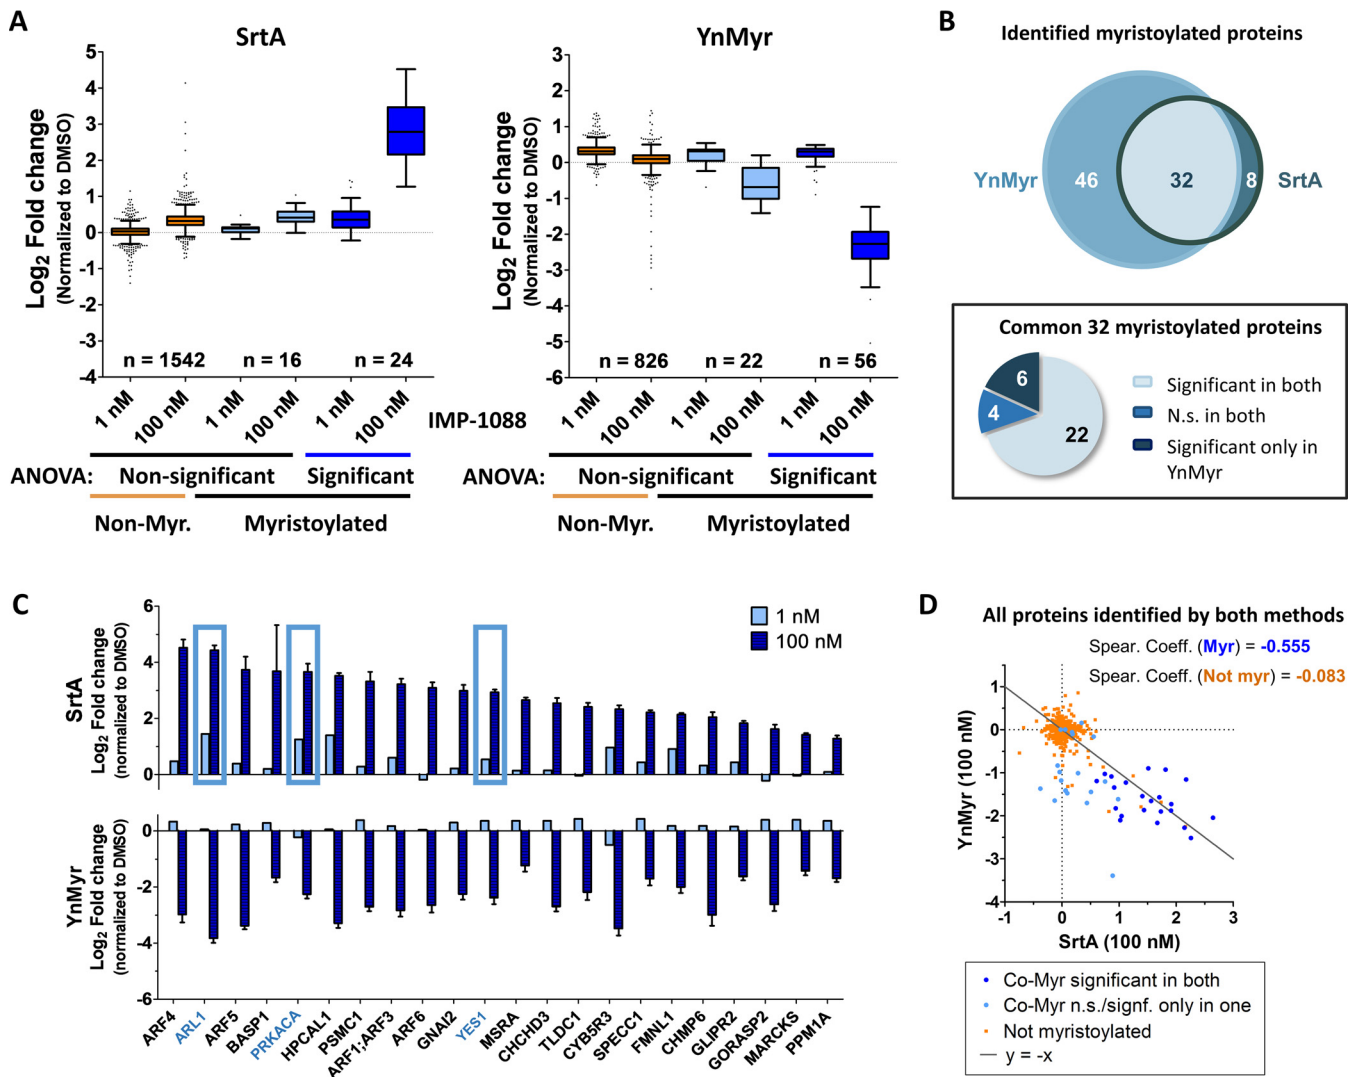 A
SrtA
Log2 Fold change
(Normalized to DMSO)
5
4
3
2
1
0
-1
-2
-3
-4
n = 1542
n = 16
n = 24
1 nM
100 nM
1 nM
100 nM
1 nM
100 nM
IMP-1088
ANOVA:
Non-significant
Significant
Non-Myr.
Myristoylated
YnMyr
Log2 Fold change
(Normalized to DMSO)
3
2
1
0
-1
-2
-3
-4
-5
-6
n = 826
n = 22
n = 56
1 nM
100 nM
1 nM
100 nM
1 nM
100 nM
ANOVA:
Non-significant
Significant
Non-Myr.
Myristoylated
B
Identified myristoylated proteins
YnMyr
46
32
8
SrtA
Common 32 myristoylated proteins
6
4
22
Significant in both
N.s. in both
Significant only in
YnMyr
C
SrtA
Log2 Fold change
(normalized to DMSO)
6
4
2
0
1 nM
100 nM
YnMyr
Log2 Fold change
(normalized to DMSO)
0
-2
-4
-6
ARF4
ARL1
ARF5
BASP1
PRKACA
HPCAL1
PSMC1
ARF1;ARF3
ARF6
GNAI2
YES1
MSRA
CHCHD3
TLDC1
CYB5R3
SPECC1
FMNL1
CHMP6
GLIPR2
GORASP2
MARCKS
PPM1A
D
All proteins identified by both methods
Spear. Coeff. (Myr) = -0.555
Spear. Coeff. (Not myr) = -0.083
YnMyr (100 nM)
1
0
-1
-2
-3
-4
-1
0
1
2
3
SrtA (100 nM)
Co-Myr significant in both
Co-Myr n.s./signf. only in one
Not myristoylated
y = -x